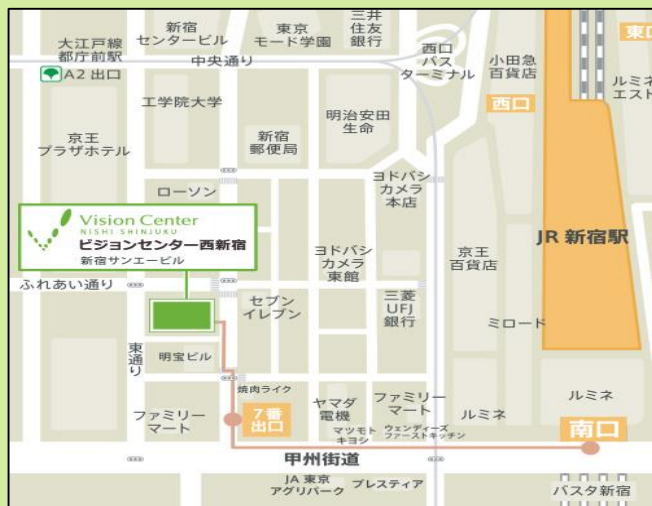 新宿
センタービル
東京
モード学園
三井
住友
銀行
大江戸線
都庁前駅
A2 出口
中央通り
西口
バス
ターミナル
小田急
百貨店
東口
ルミネ
エスト
西口
工学院大学
京王
プラザホテル
新宿
郵便局
明治安田
生命
ローソン
ヨドバシ
カメラ
本店
Vision Center
NISHI SHINJUKU
ビジョンセンター西新宿
新宿サンエービル
ヨドバシ
カメラ
東館
京王
百貨店
JR 新宿駅
ふれあい通り
セブン
イレブン
三菱
UFJ
銀行
ミロード
東通り
明宝ビル
焼肉ライク
ファミリー
マート
7番
出口
ヤマダ
電機
ファミリー
マート
ルミネ
ルミネ
マツモト
キヨシ
ウェンディーズ
ファーストキッチン
南口
甲州街道
JA 東京
アグリパーク
プレスティア
バスタ新宿